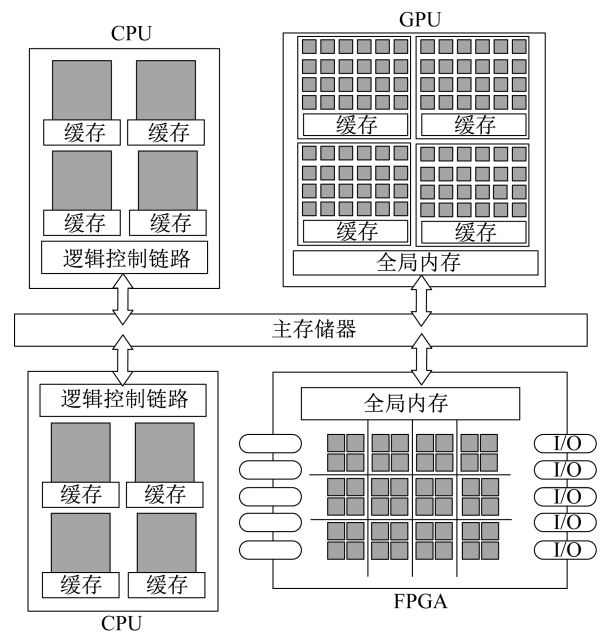 CPU
缓存
缓存
缓存
缓存
逻辑控制链路
GPU
缓存
缓存
缓存
缓存
全局内存
主存储器
逻辑控制链路
缓存
缓存
缓存
缓存
CPU
全局内存
I/O
I/O
I/O
I/O
I/O
FPGA